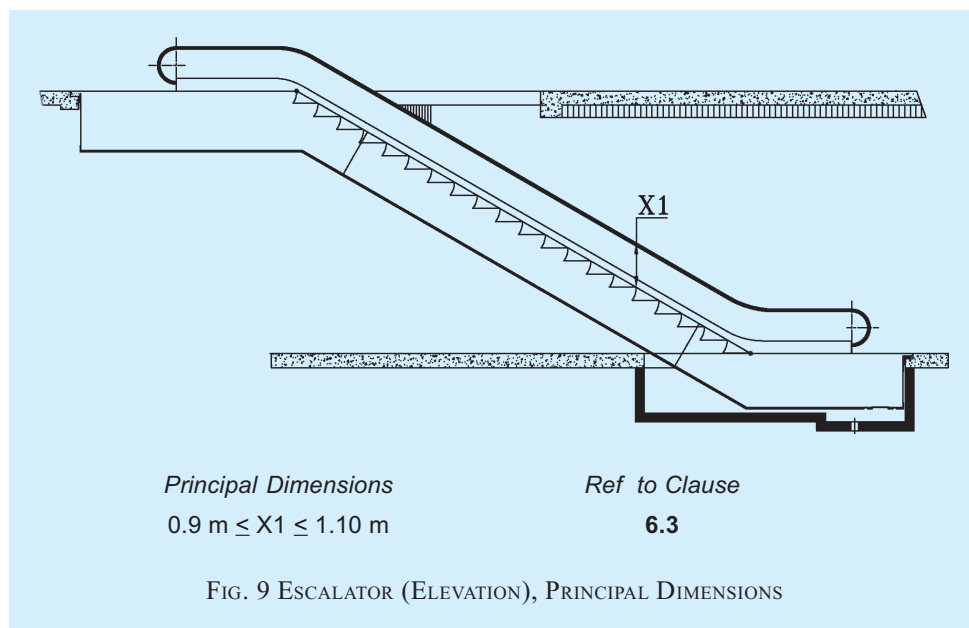 X1
Principal Dimensions Ref to Clause
0.9 m ≤ X1 ≤ 1.10 m 6.3
FIG. 9 ESCALATOR (ELEVATION), PRINCIPAL DIMENSIONS